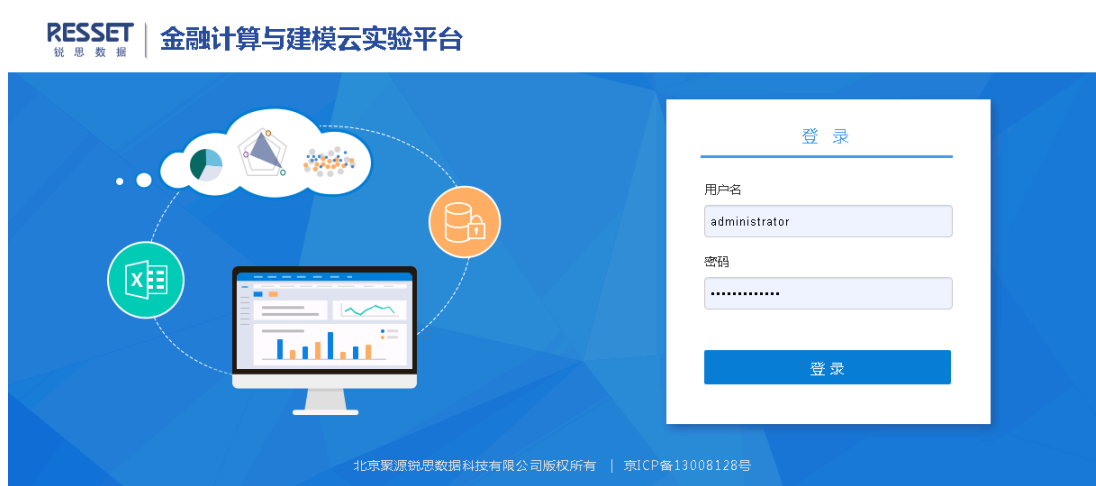 RESSET
锐思数据
金融计算与建模云实验平台
登 录
用户名
administrator
密码
•••••••••••••
登录
北京聚源锐思数据科技有限公司版权所有 | 京ICP备13008128号